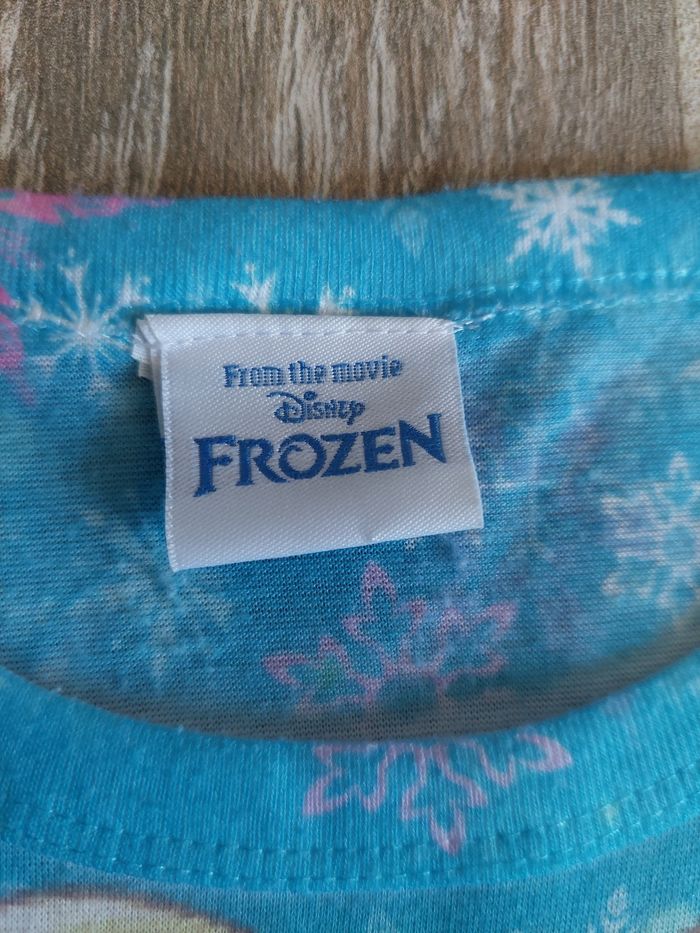 From the movie
Disney
FROZEN